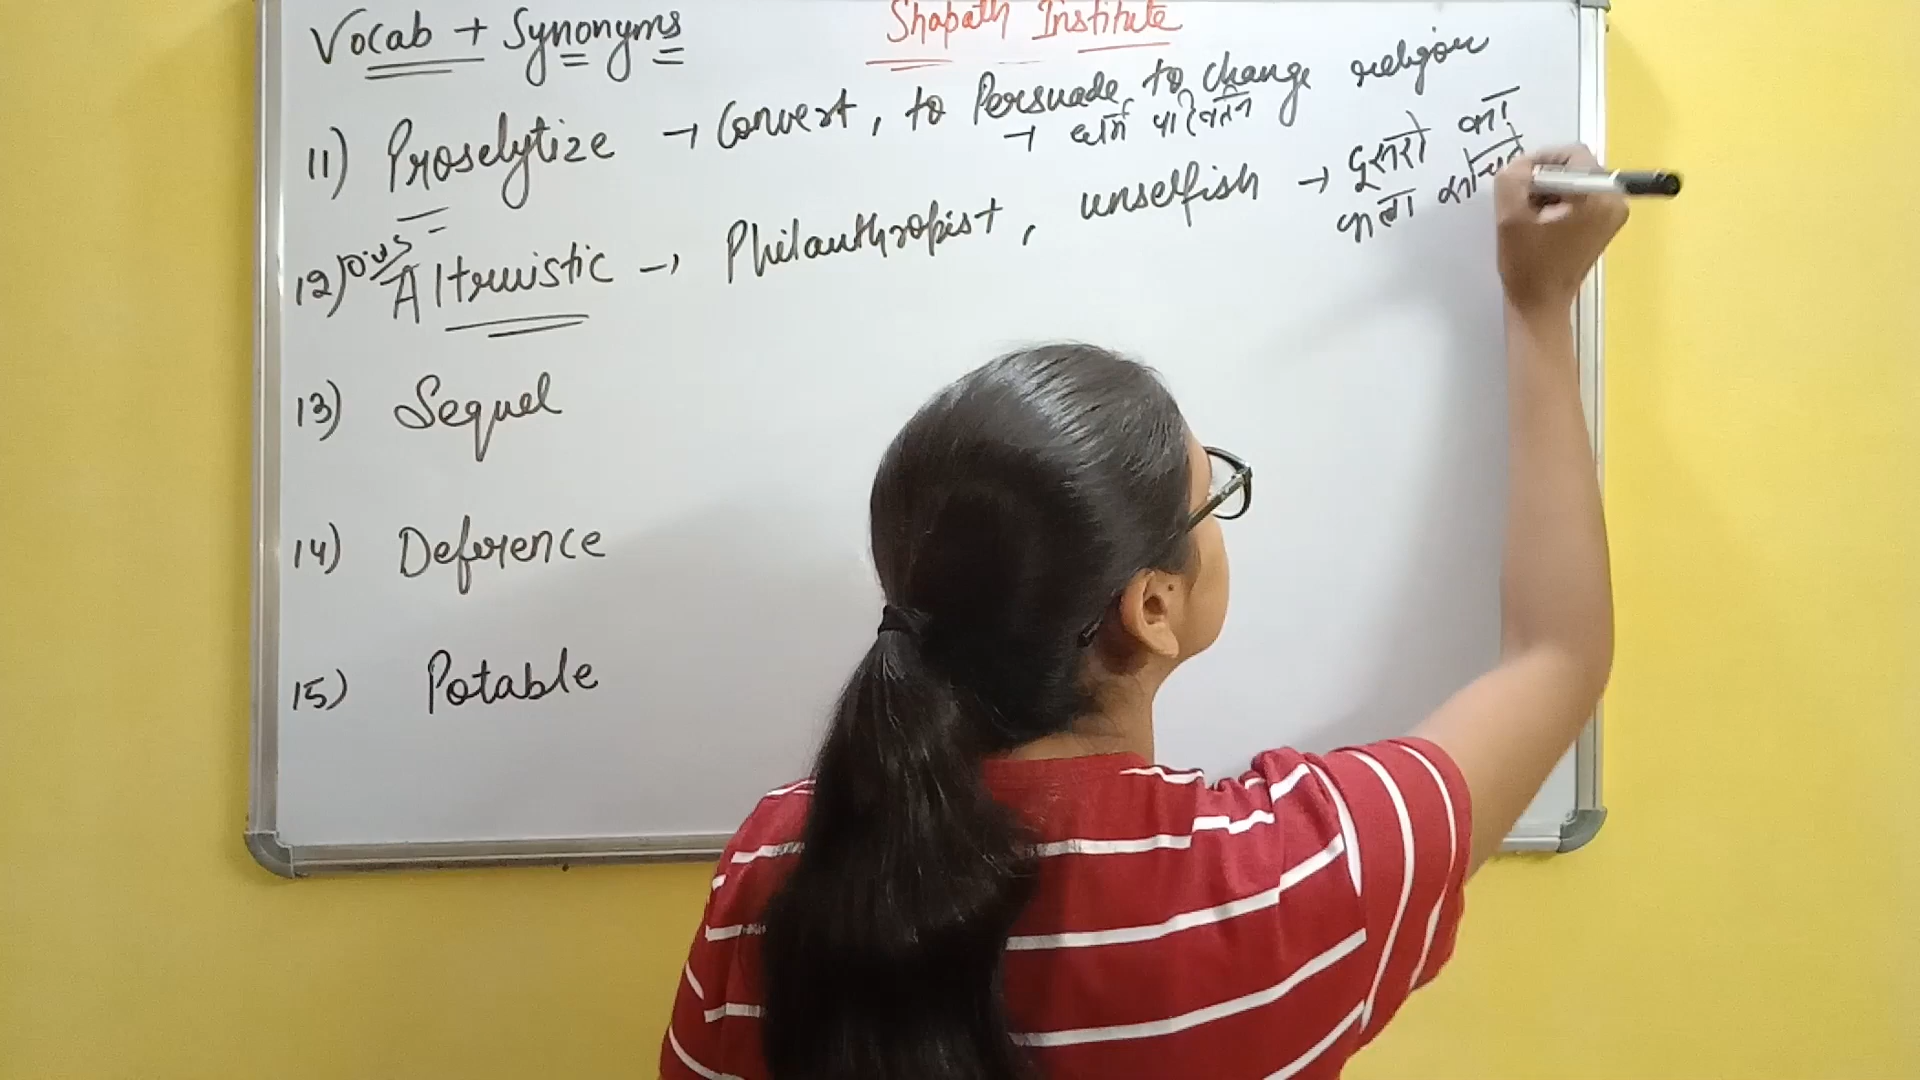 Vocab + Synonyms
Shapath Institute
11) Proselytize → Convert, to Persuade to change religion
→ धर्म परिवर्तन
12) O.W.S Altruistic → Philanthropist, unselfish → दूसरो का
भला
13) Sequel
14) Deference
15) Potable